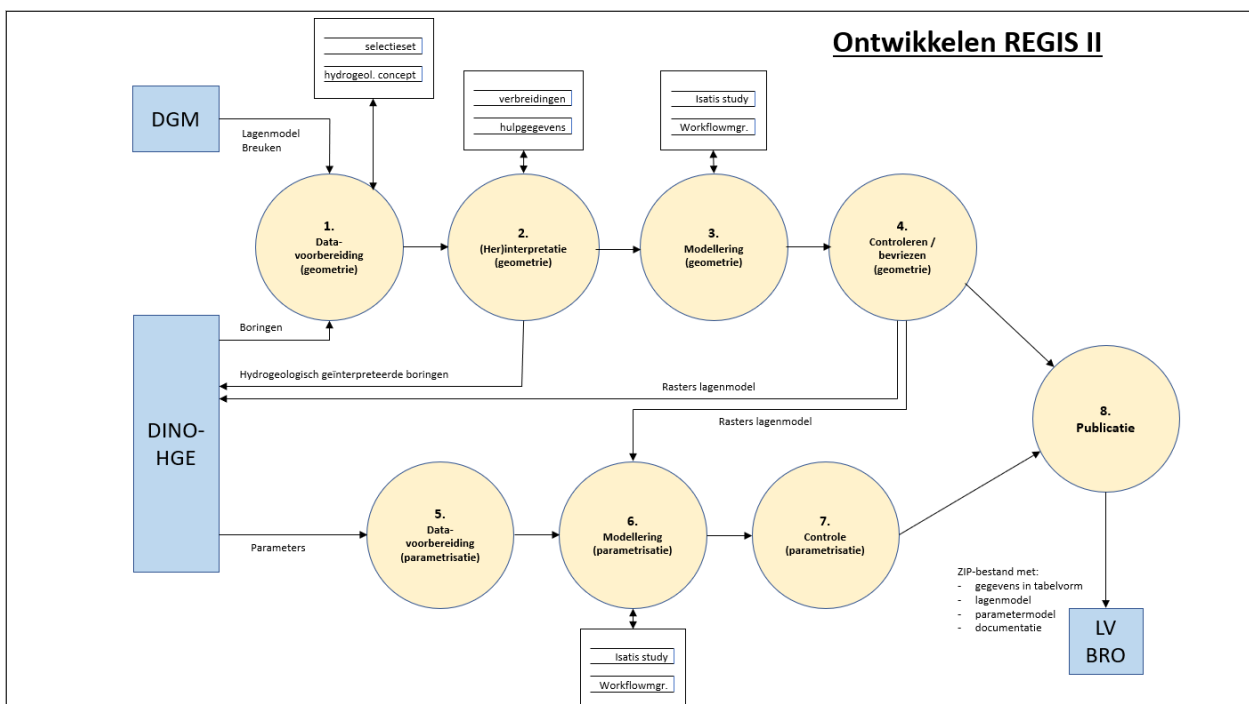 Ontwikkelen REGIS II
selectieset
hydrogeol. concept
verbreidingen
hulpgegevens
Isatis study
Workflowmgr.
DGM
Lagenmodel
Breuken
1.
Data-
voorbereiding
(geometrie)
2.
(Her)interpretatie
(geometrie)
3.
Modellering
(geometrie)
4.
Controleren /
bevriezen
(geometrie)
Boringen
Hydrogeologisch geïnterpreteerde boringen
Rasters lagenmodel
Rasters lagenmodel
DINO-
HGE
8.
Publicatie
5.
Data-
voorbereiding
(parametrisatie)
6.
Modellering
(parametrisatie)
7.
Controle
(parametrisatie)
Parameters
ZIP-bestand met:
- gegevens in tabelvorm
- lagenmodel
- parametermodel
- documentatie
LV
BRO
Isatis study
Workflowmgr.